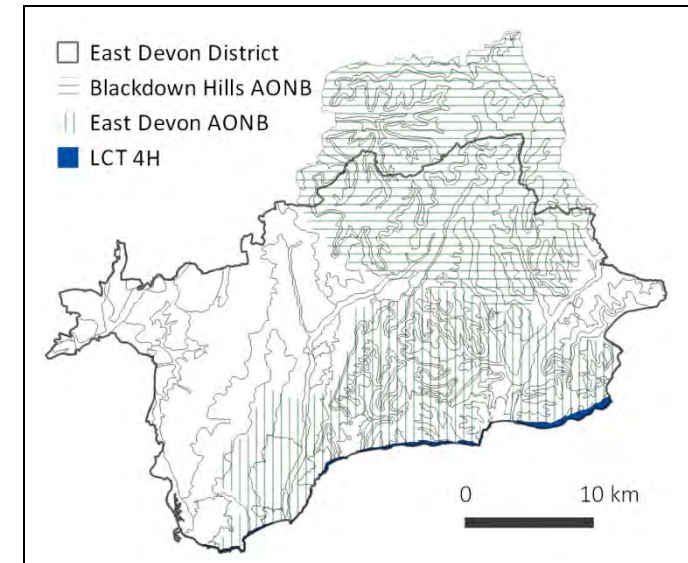 East Devon District
Blackdown Hills AONB
East Devon AONB
LCT 4H
0 10 km